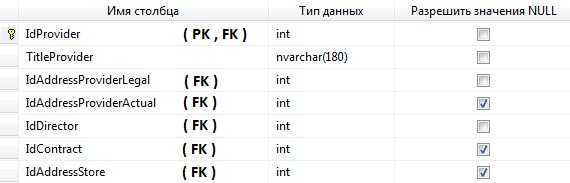 Имя столбца Тип данных Разрешить значения NULL
IdProvider ( PK , FK ) int
TitleProvider nvarchar(180)
IdAddressProviderLegal ( FK ) int
IdAddressProviderActual ( FK ) int
IdDirector ( FK ) int
IdContract ( FK ) int
IdAddressStore ( FK ) int